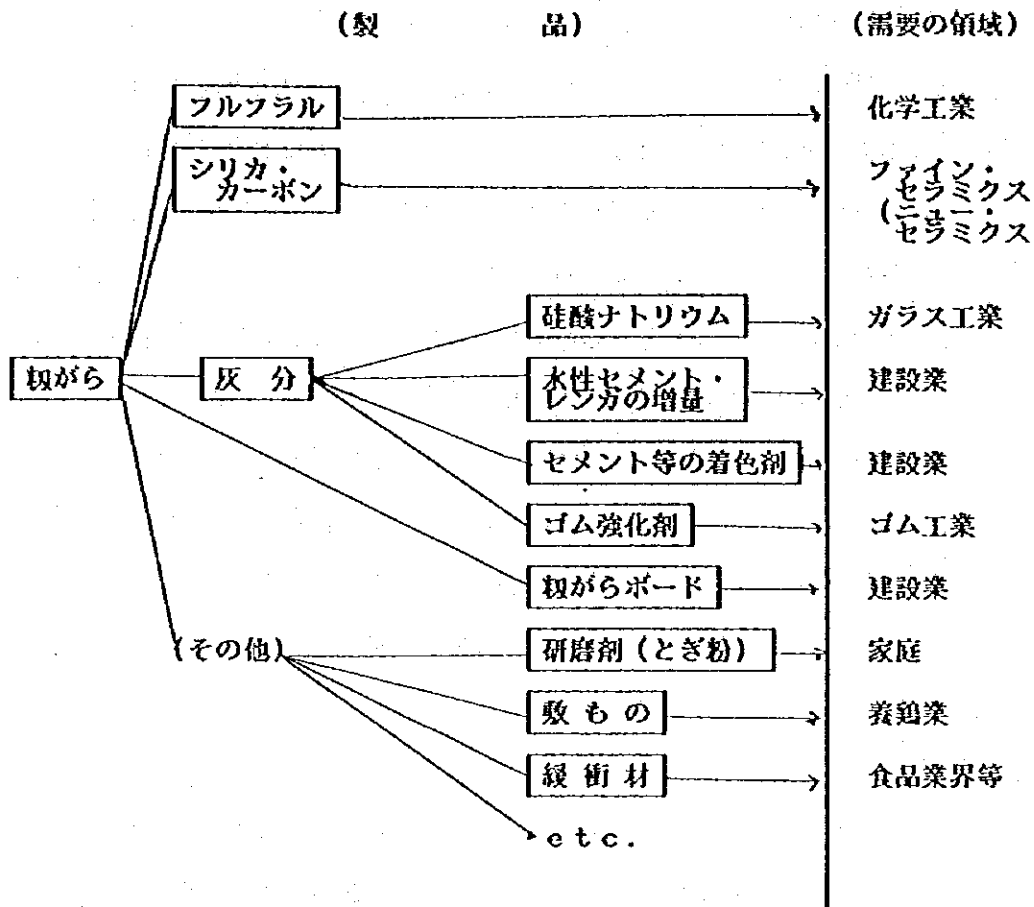 (製 品) (需要の領域)
フルフラル 化学工業
シリカ・
カーボン
ファイン・
セラミクス
(ニュー・
セラミクス
硅酸ナトリウム ガラス工業
籾がら 灰 分 水性セメント・
レンガの増量 建設業
セメント等の着色剤 建設業
ゴム強化剤 ゴム工業
籾がらボード 建設業
(その他) 研磨剤(とぎ粉) 家庭
敷もの 養鶏業
緩衝材 食品業界等
etc.